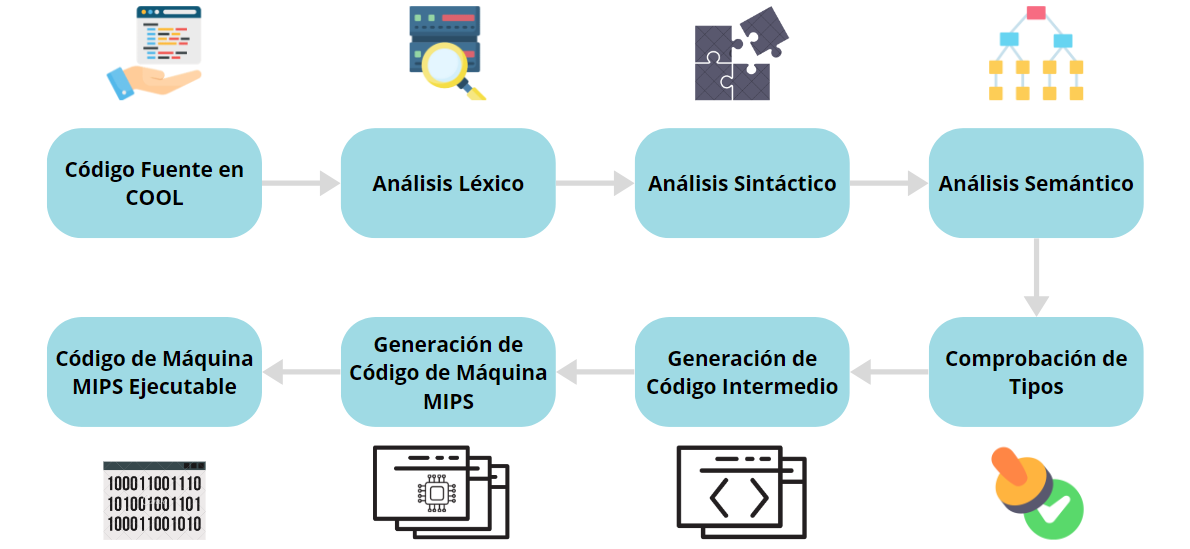 Código Fuente en
COOL
Análisis Léxico
Análisis Sintáctico
Análisis Semántico
Comprobación de
Tipos
Generación de
Código Intermedio
Generación de
Código de Máquina
MIPS
Código de Máquina
MIPS Ejecutable
100011001110
101001001101
100011001010